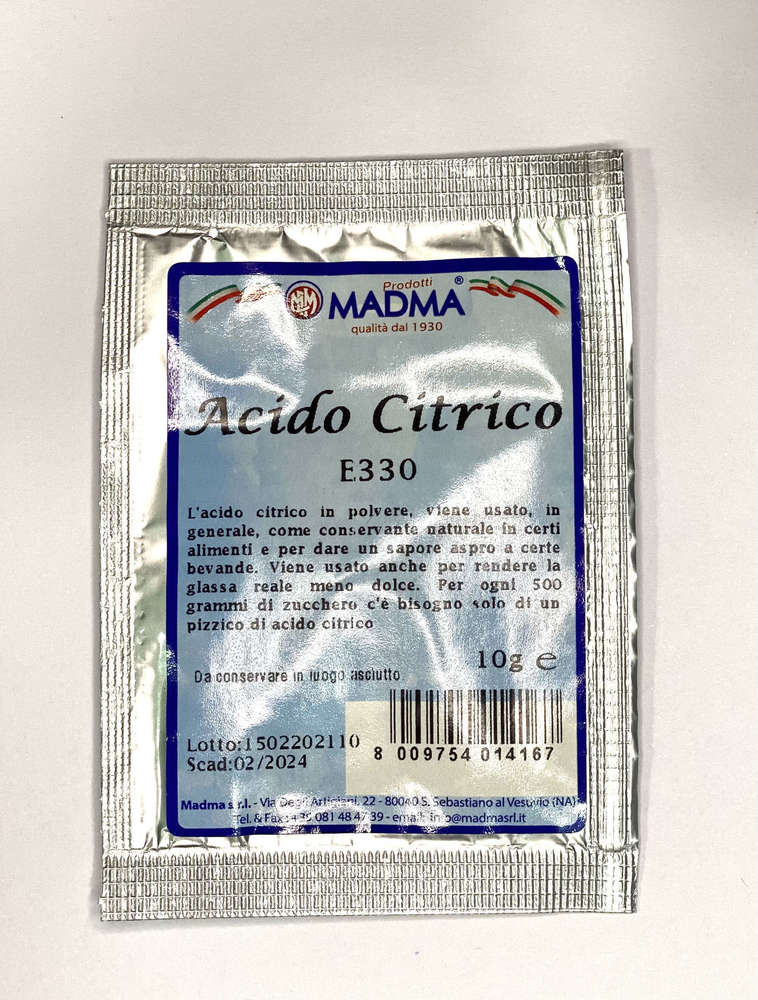 Prodotti
MADMA®
qualità dal 1930
Acido Citrico
E330
L'acido citrico in polvere, viene usato, in
generale, come conservante naturale in certi
alimenti e per dare un sapore aspro a certe
bevande. Viene usato anche per rendere la
glassa reale meno dolce. Per ogni 500
grammi di zucchero c'è bisogno solo di un
pizzico di acido citrico
10g e
Da conservare in luogo asciutto
Lotto:1502202110
Scad:02/2024
8 009754 014167
Madma s.r.l. - Via Degli Artigiani, 22 - 80040 S. Sebastiano al Vesuvio (NA)
Tel. & Fax: +39 081 48 47 39 - email: info@madmasrl.it